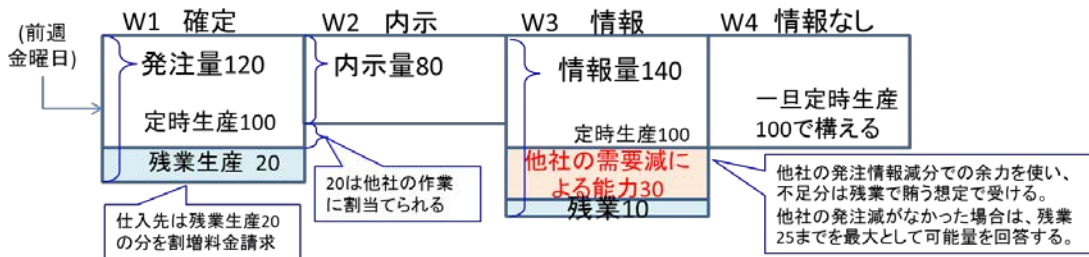 (前週
金曜日)
W1 確定
W2 内示
W3 情報
W4 情報なし
発注量120
定時生産100
残業生産 20
内示量80
情報量140
定時生産100
他社の需要減に
よる能力30
残業10
一旦定時生産
100で構える
仕入先は残業生産20
の分を割増料金請求
20は他社の作業
に割当てられる
他社の発注情報減分での余力を使い、
不足分は残業で賄う想定で受ける。
他社の発注減がなかった場合は、残業
25までを最大として可能量を回答する。